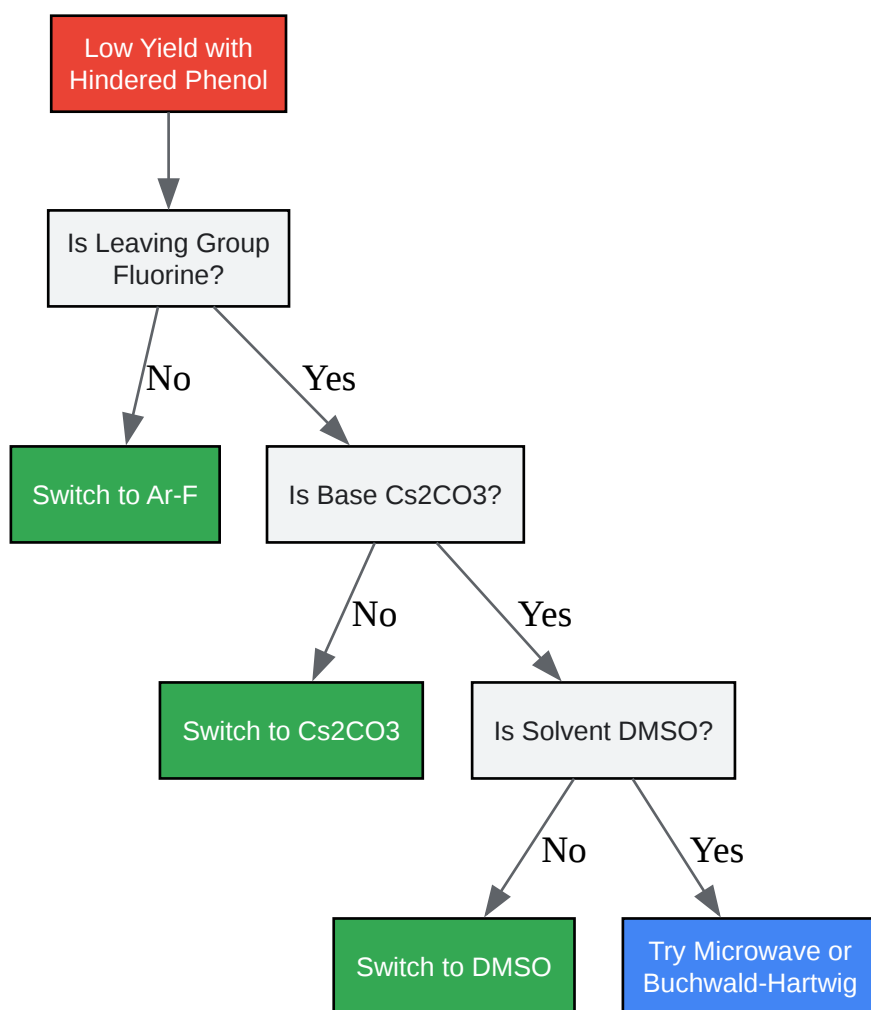 Low Yield with
Hindered Phenol
Is Leaving Group
Fluorine?
No
Yes
Switch to Ar-F
Is Base Cs2CO3?
No
Yes
Switch to Cs2CO3
Is Solvent DMSO?
No
Yes
Switch to DMSO
Try Microwave or
Buchwald-Hartwig